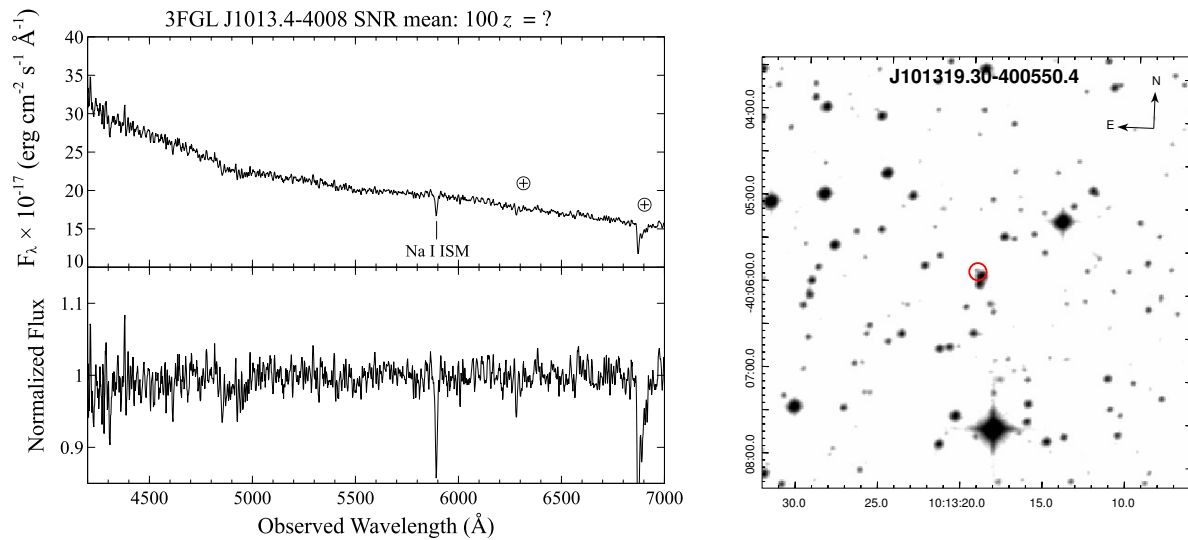 3FGL J1013.4-4008 SNR mean: 100 z = ?
F_λ × 10^-17 (erg cm^-2 s^-1 Å^-1)
40
35
30
25
20
15
10
⊕
⊕
Na I ISM
Normalized Flux
1.1
1
0.9
4500 5000 5500 6000 6500 7000
Observed Wavelength (Å)
J101319.30-400550.4
N
E
04:00.0
05:00.0
-40:06:00.0
07:00.0
08:00.0
30.0 25.0 10:13:20.0 15.0 10.0